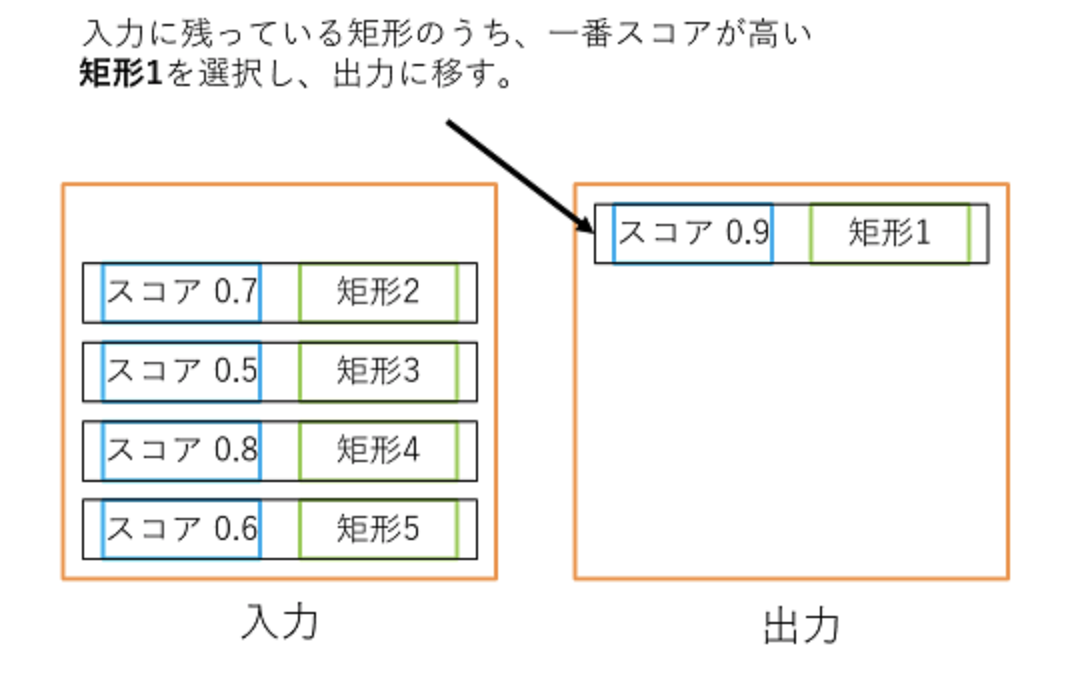 入力に残っている矩形のうち、一番スコアが高い
矩形1を選択し、出力に移す。
スコア 0.9 矩形1
スコア 0.7 矩形2
スコア 0.5 矩形3
スコア 0.8 矩形4
スコア 0.6 矩形5
入力
出力